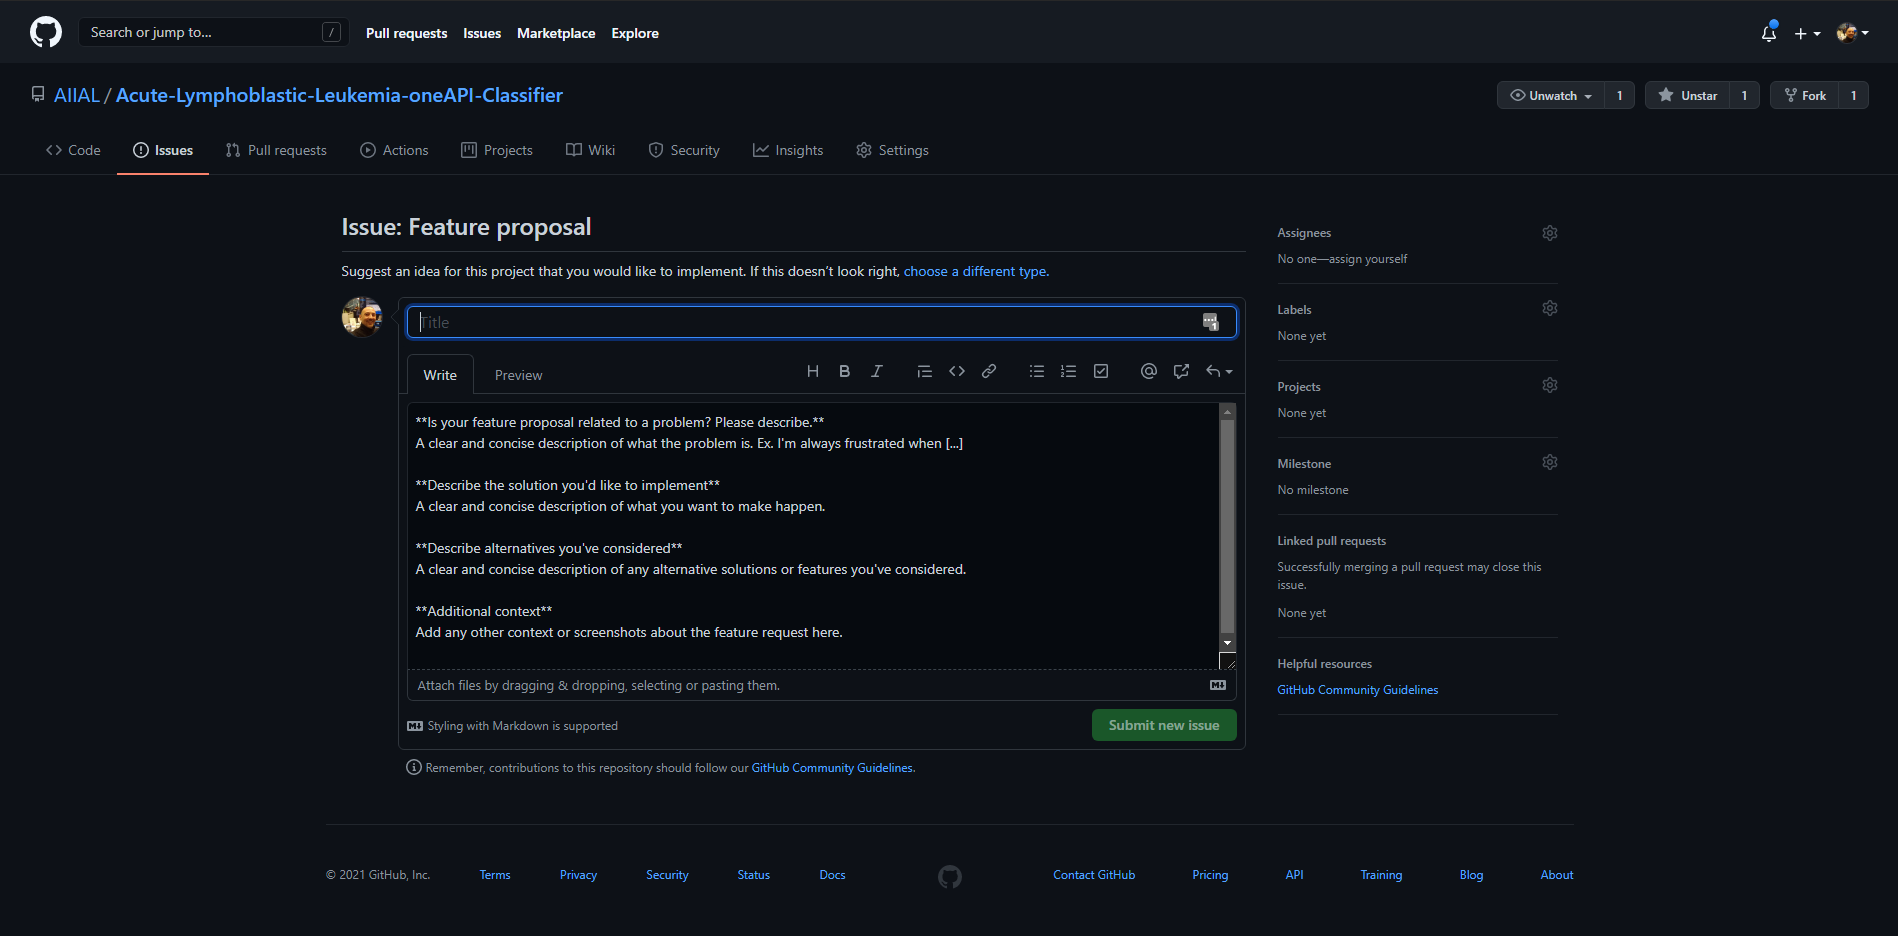 Search or jump to... /
Pull requests Issues Marketplace Explore
AIIAL / Acute-Lymphoblastic-Leukemia-oneAPI-Classifier
Unwatch 1 Unstar 1 Fork 1
Code Issues Pull requests Actions Projects Wiki Security Insights Settings
Issue: Feature proposal
Suggest an idea for this project that you would like to implement. If this doesn’t look right, choose a different type.
Title
1
Write Preview
H B I
**Is your feature proposal related to a problem? Please describe.**
A clear and concise description of what the problem is. Ex. I'm always frustrated when [...]
**Describe the solution you'd like to implement**
A clear and concise description of what you want to make happen.
**Describe alternatives you've considered**
A clear and concise description of any alternative solutions or features you've considered.
**Additional context**
Add any other context or screenshots about the feature request here.
Attach files by dragging & dropping, selecting or pasting them.
Styling with Markdown is supported
Submit new issue
Remember, contributions to this repository should follow our GitHub Community Guidelines.
Assignees
No one—assign yourself
Labels
None yet
Projects
None yet
Milestone
No milestone
Linked pull requests
Successfully merging a pull request may close this
issue.
None yet
Helpful resources
GitHub Community Guidelines
© 2021 GitHub, Inc. Terms Privacy Security Status Docs Contact GitHub Pricing API Training Blog About